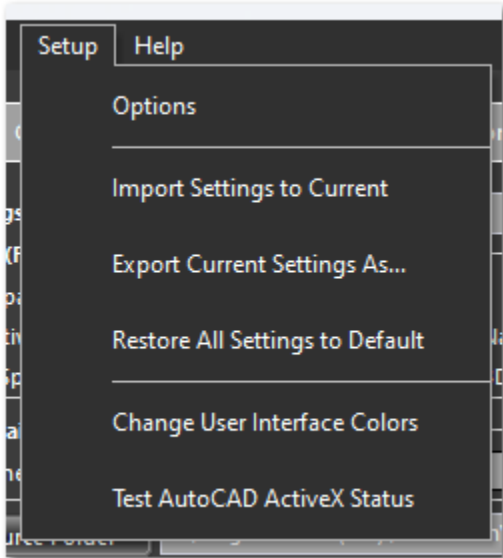 Setup Help
Options
Import Settings to Current
Export Current Settings As...
Restore All Settings to Default
Change User Interface Colors
Test AutoCAD ActiveX Status